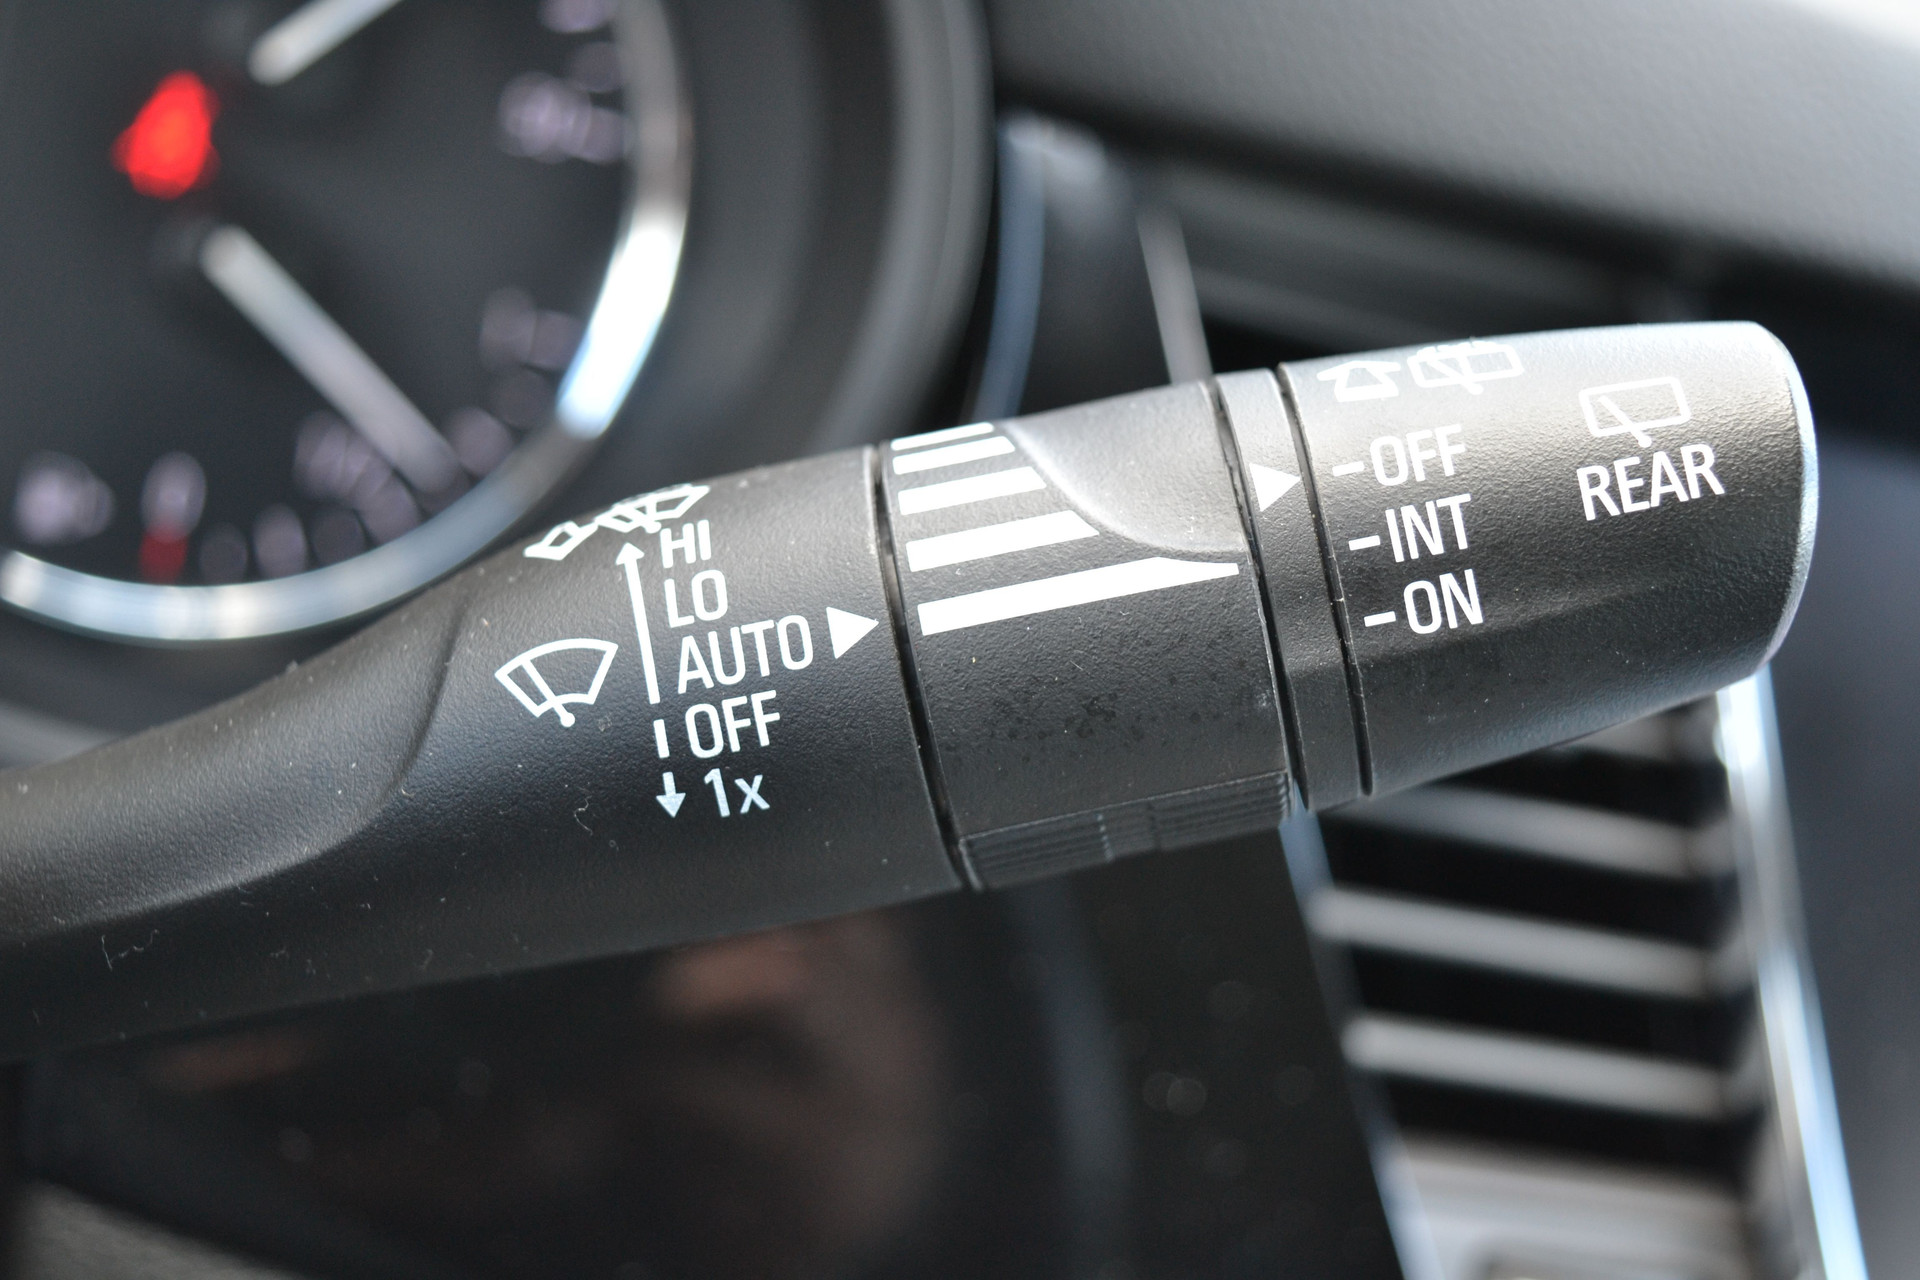 HI
LO
AUTO
OFF
1x
-OFF
-INT
-ON
REAR